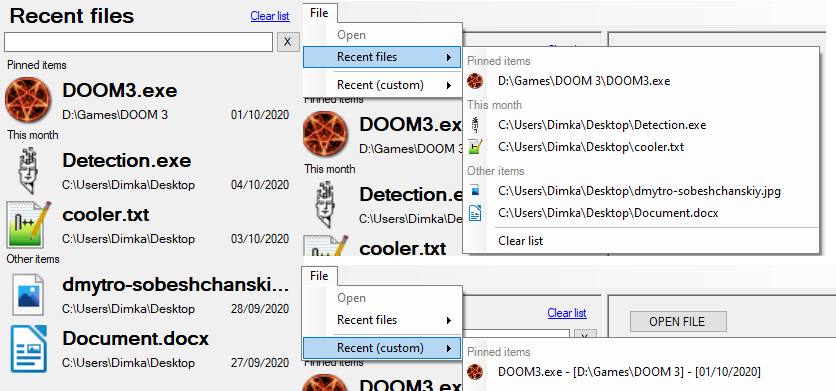 Recent files
Clear list
X
Pinned items
DOOM3.exe
D:\Games\DOOM 3
01/10/2020
This month
Detection.exe
C:\Users\Dimka\Desktop
04/10/2020
cooler.txt
C:\Users\Dimka\Desktop
03/10/2020
Other items
dmytro-sobeshchanski...
C:\Users\Dimka\Desktop
28/09/2020
Document.docx
C:\Users\Dimka\Desktop
27/09/2020
File
Open
Recent files
Recent (custom)
Pinned items
DOOM3.ex
D:\Games\DOOM 3
This month
Detection
C:\Users\Dimka\Desktop
cooler.txt
Pinned items
D:\Games\DOOM 3\DOOM3.exe
This month
C:\Users\Dimka\Desktop\Detection.exe
C:\Users\Dimka\Desktop\cooler.txt
Other items
C:\Users\Dimka\Desktop\dmytro-sobeshchanskiy.jpg
C:\Users\Dimka\Desktop\Document.docx
Clear list
File
Open
Recent files
Recent (custom)
Clear list
X
OPEN FILE
DOOM3.ex
Pinned items
DOOM3.exe - [D:\Games\DOOM 3] - [01/10/2020]